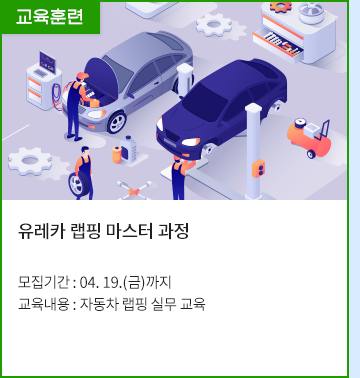 교육훈련
유레카 랩핑 마스터 과정
모집기간 : 04. 19.(금)까지
교육내용 : 자동차 랩핑 실무 교육